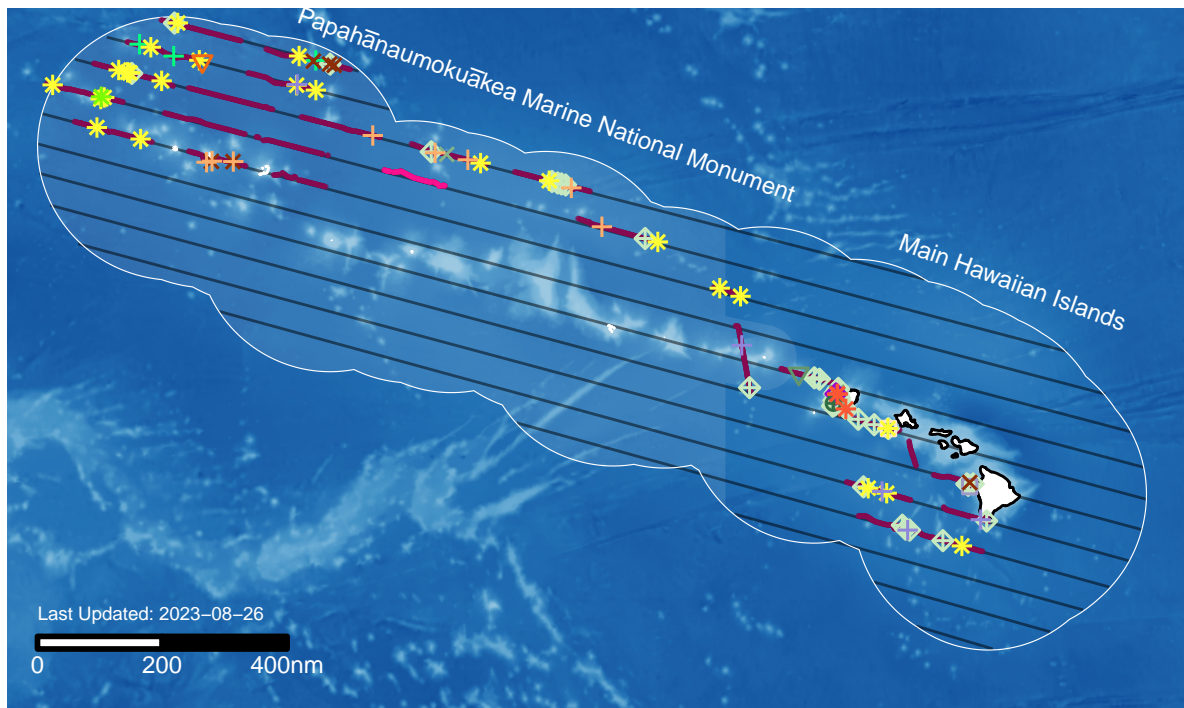 Papahānaumokuākea Marine National Monument
Main Hawaiian Islands
Last Updated: 2023−08−26
0 200 400nm